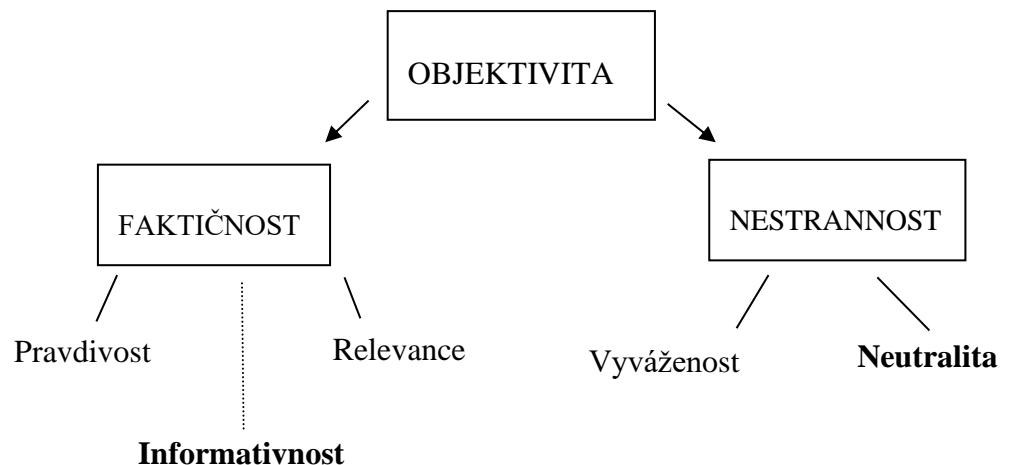 OBJEKTIVITA
FAKTIČNOST
NESTRANNOST
Pravdivost
Relevance
Vyváženost
Neutralita
Informativnost